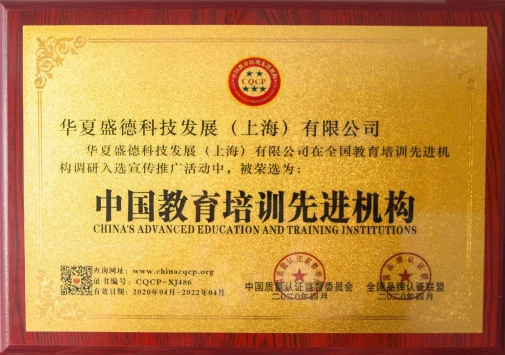 CQCP
华夏盛德科技发展（上海）有限公司
华夏盛德科技发展（上海）有限公司在全国教育培训先进机
构调研入选宣传推广活动中，被荣选为：
中国教育培训先进机构
CHINA'S ADVANCED EDUCATION AND TRAINING INSTITUTIONS
查询网址：www.chinacqcp.org
证书编号：CQCP-XJ486
有效日期：2020年04月-2022年04月
中国质量认证监督委员会
二〇二〇年四月
全国品牌认证联盟
二〇二〇年四月